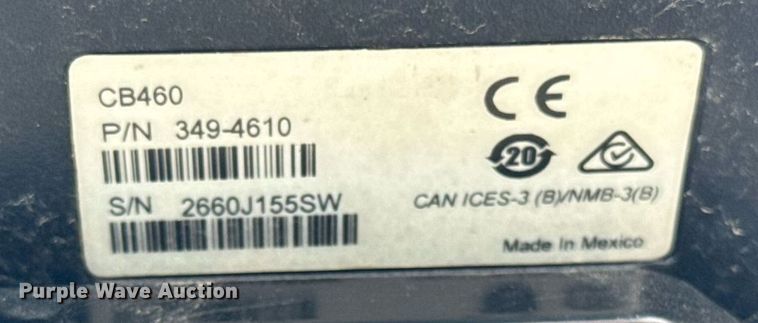 CB460
P/N 349-4610
S/N 2660J155SW
CE
20
CAN ICES-3 (B)/NMB-3(B)
Made In Mexico
Purple Wave Auction